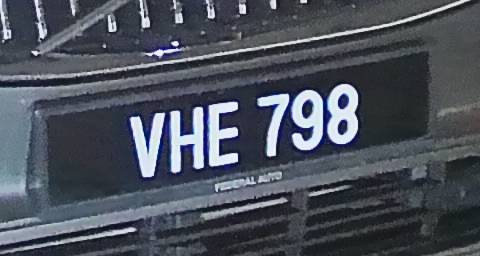 VHE 798
FEDERAL AUTO